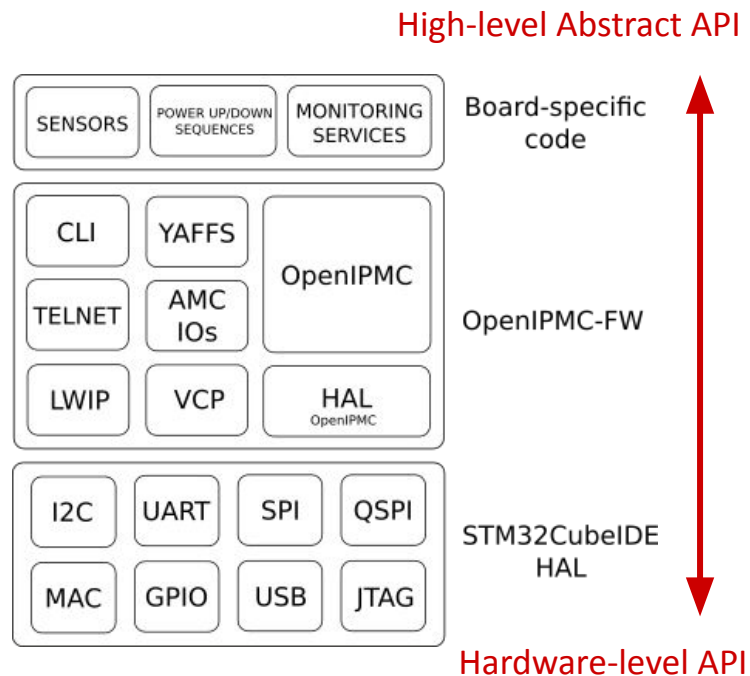 High-level Abstract API
SENSORS
POWER UP/DOWN
SEQUENCES
MONITORING
SERVICES
Board-specific
code
CLI
YAFFS
OpenIPMC
TELNET
AMC
IOs
OpenIPMC-FW
LWIP
VCP
HAL
OpenIPMC
I2C
UART
SPI
QSPI
STM32CubeIDE
HAL
MAC
GPIO
USB
JTAG
Hardware-level API